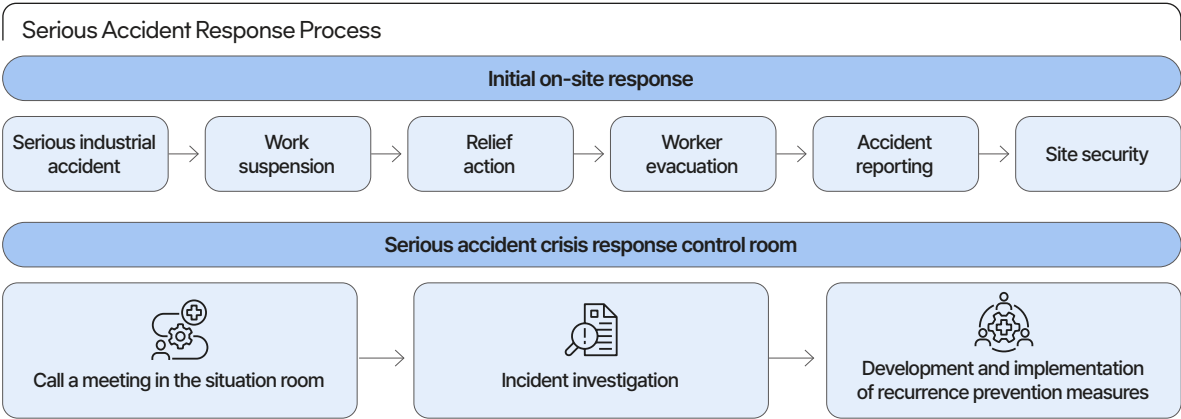 Serious Accident Response Process
Initial on-site response
Serious industrial
accident
Work
suspension
Relief
action
Worker
evacuation
Accident
reporting
Site security
Serious accident crisis response control room
Call a meeting in the situation room
Incident investigation
Development and implementation
of recurrence prevention measures